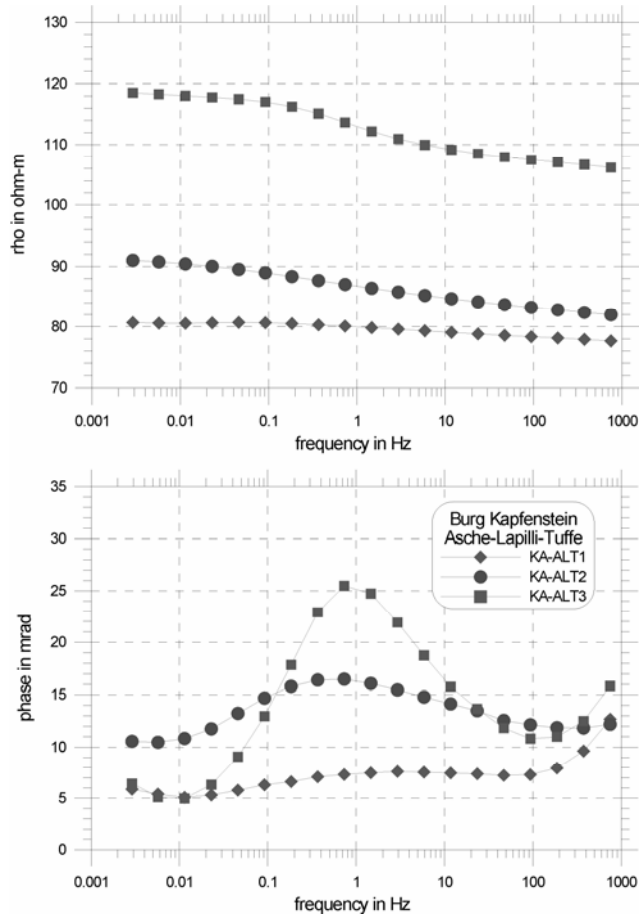 130
120
110
100
90
80
70
rho in ohm-m
0.001 0.01 0.1 1 10 100 1000
frequency in Hz
35
30
25
20
15
10
5
0
phase in mrad
Burg Kapfenstein
Asche-Lapilli-Tuffe
KA-ALT1
KA-ALT2
KA-ALT3
0.001 0.01 0.1 1 10 100 1000
frequency in Hz